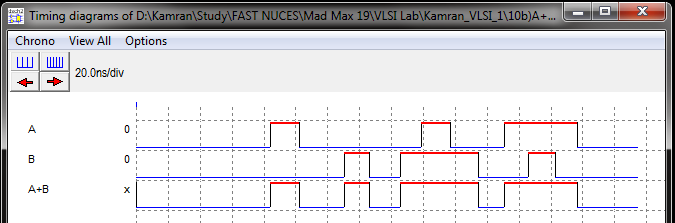 dsch2
Timing diagrams of D:\Kamran\Study\FAST NUCES\Mad Max 19\VLSI Lab\Kamran_VLSI_1\10b)A+...
Chrono View All Options
20.0ns/div
A 0
B 0
A+B x